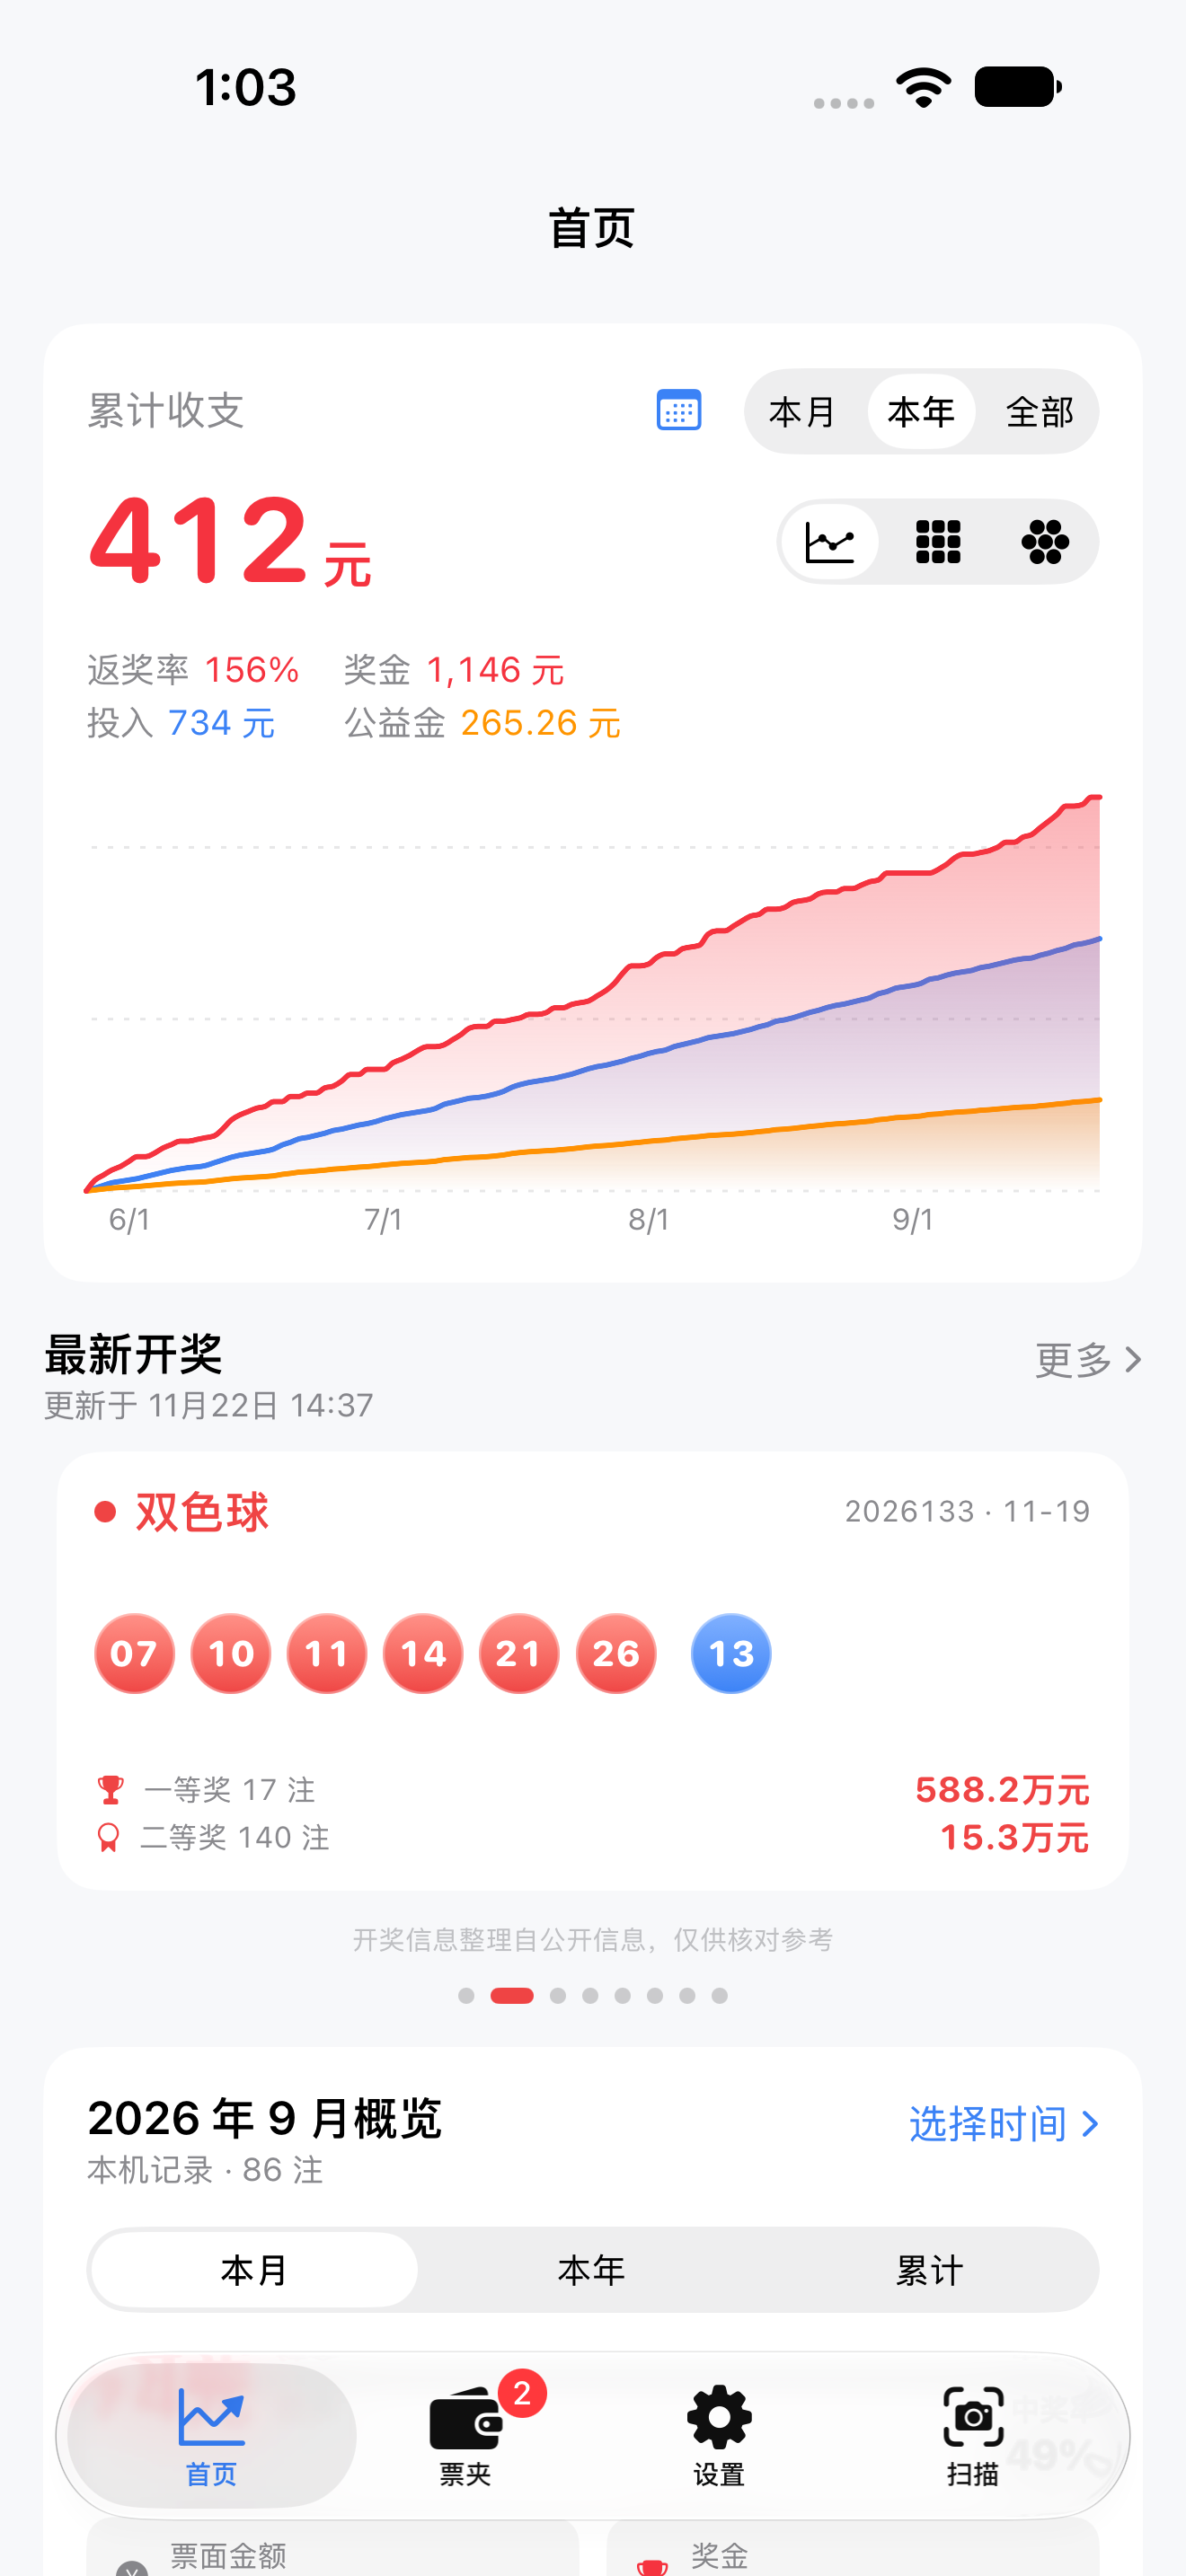 1:03
首页
累计收支
本月 本年 全部
412 元
返奖率 156% 奖金 1,146 元
投入 734 元 公益金 265.26 元
6/1 7/1 8/1 9/1
最新开奖
更多
更新于 11月22日 14:37
双色球
2026133 · 11-19
07 10 11 14 21 26 13
一等奖 17 注 588.2万元
二等奖 140 注 15.3万元
开奖信息整理自公开信息，仅供核对参考
2026 年 9 月概览
选择时间
本机记录 · 86 注
本月 本年 累计
2
中奖率
49%
首页 票夹 设置 扫描
票面金额 奖金